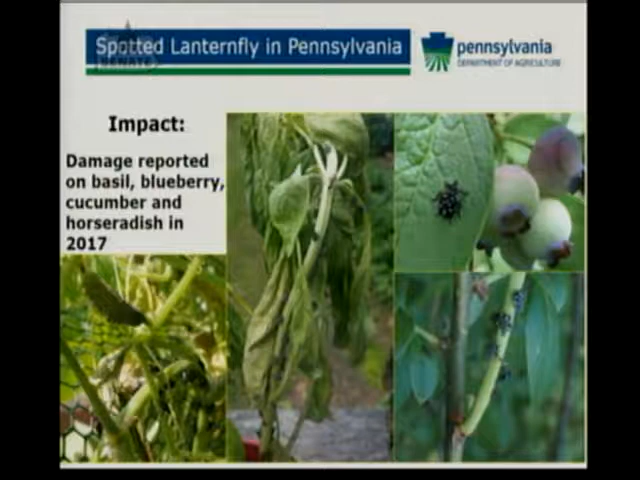 Spotted Lanternfly in Pennsylvania
SENATE
pennsylvania
DEPARTMENT OF AGRICULTURE
Impact:
Damage reported
on basil, blueberry,
cucumber and
horseradish in
2017